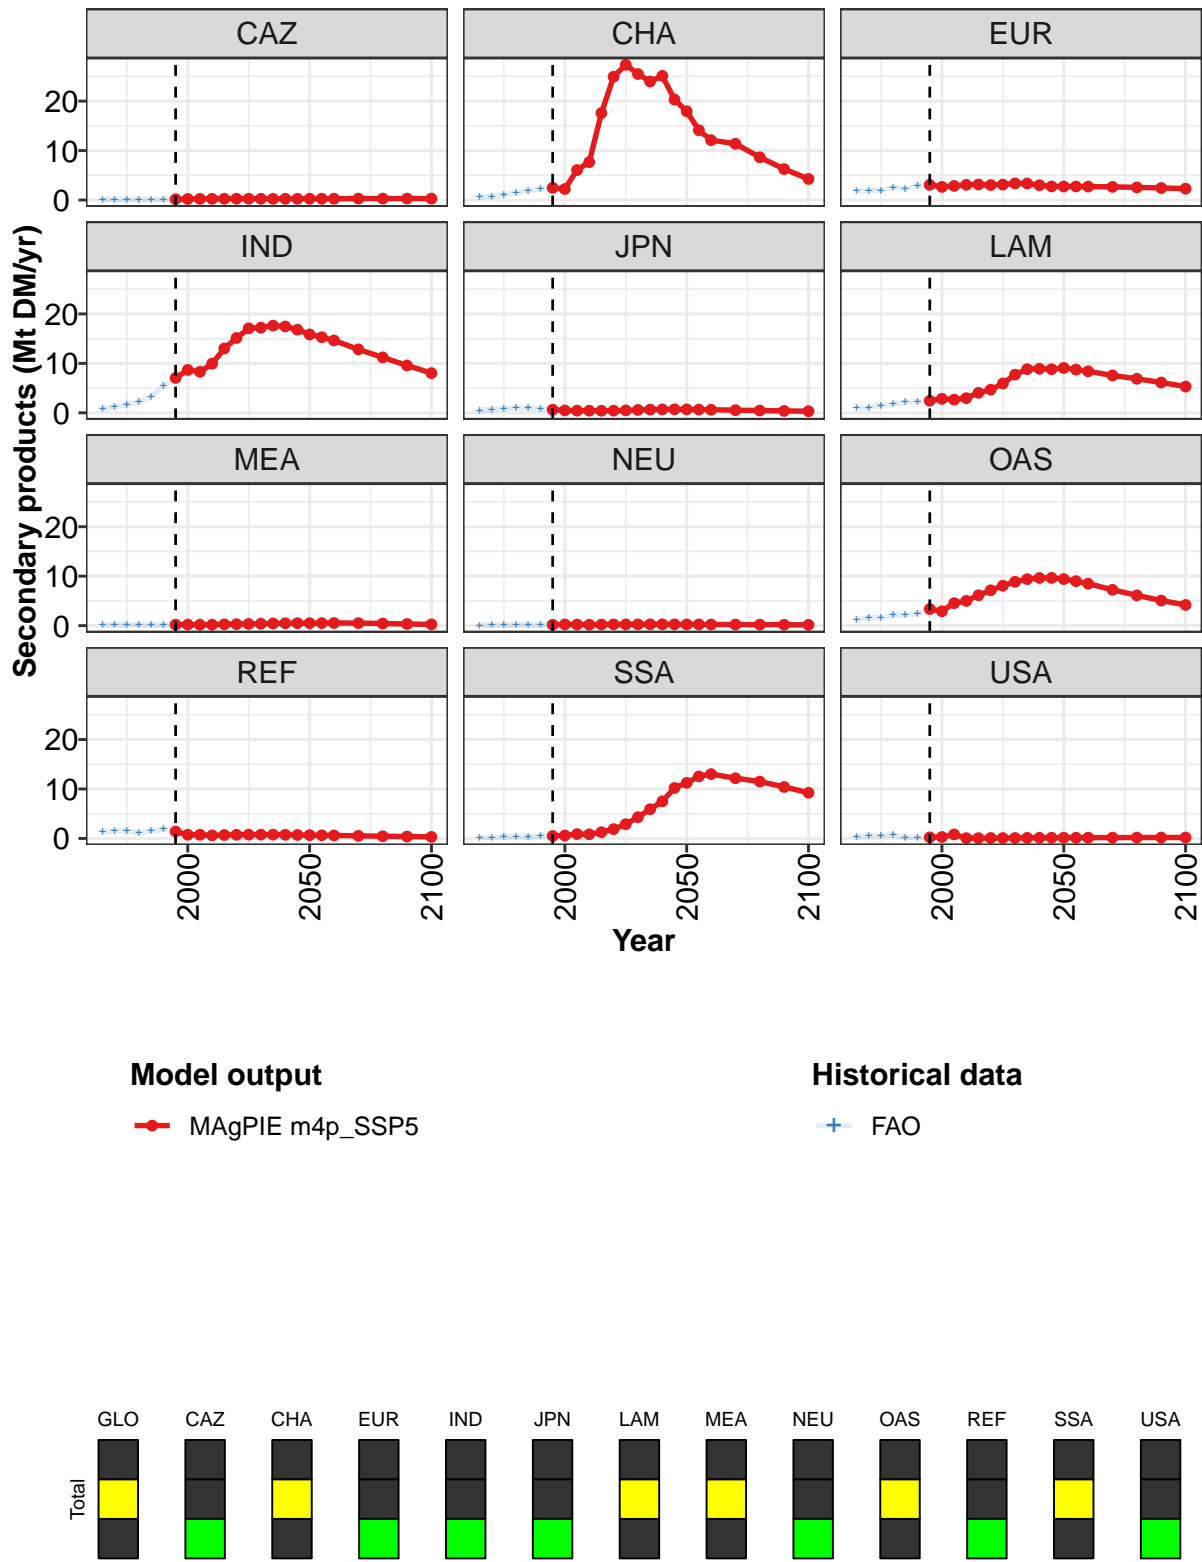 CAZ CHA EUR
20
10
0
IND JPN LAM
20
10
0
MEA NEU OAS
20
10
0
REF SSA USA
20
10
0
2000 2050 2100 2000 2050 2100 2000 2050 2100
Year
Secondary products (Mt DM/yr)
Model output Historical data
MAgPIE m4p_SSP5 FAO
GLO CAZ CHA EUR IND JPN LAM MEA NEU OAS REF SSA USA
Total